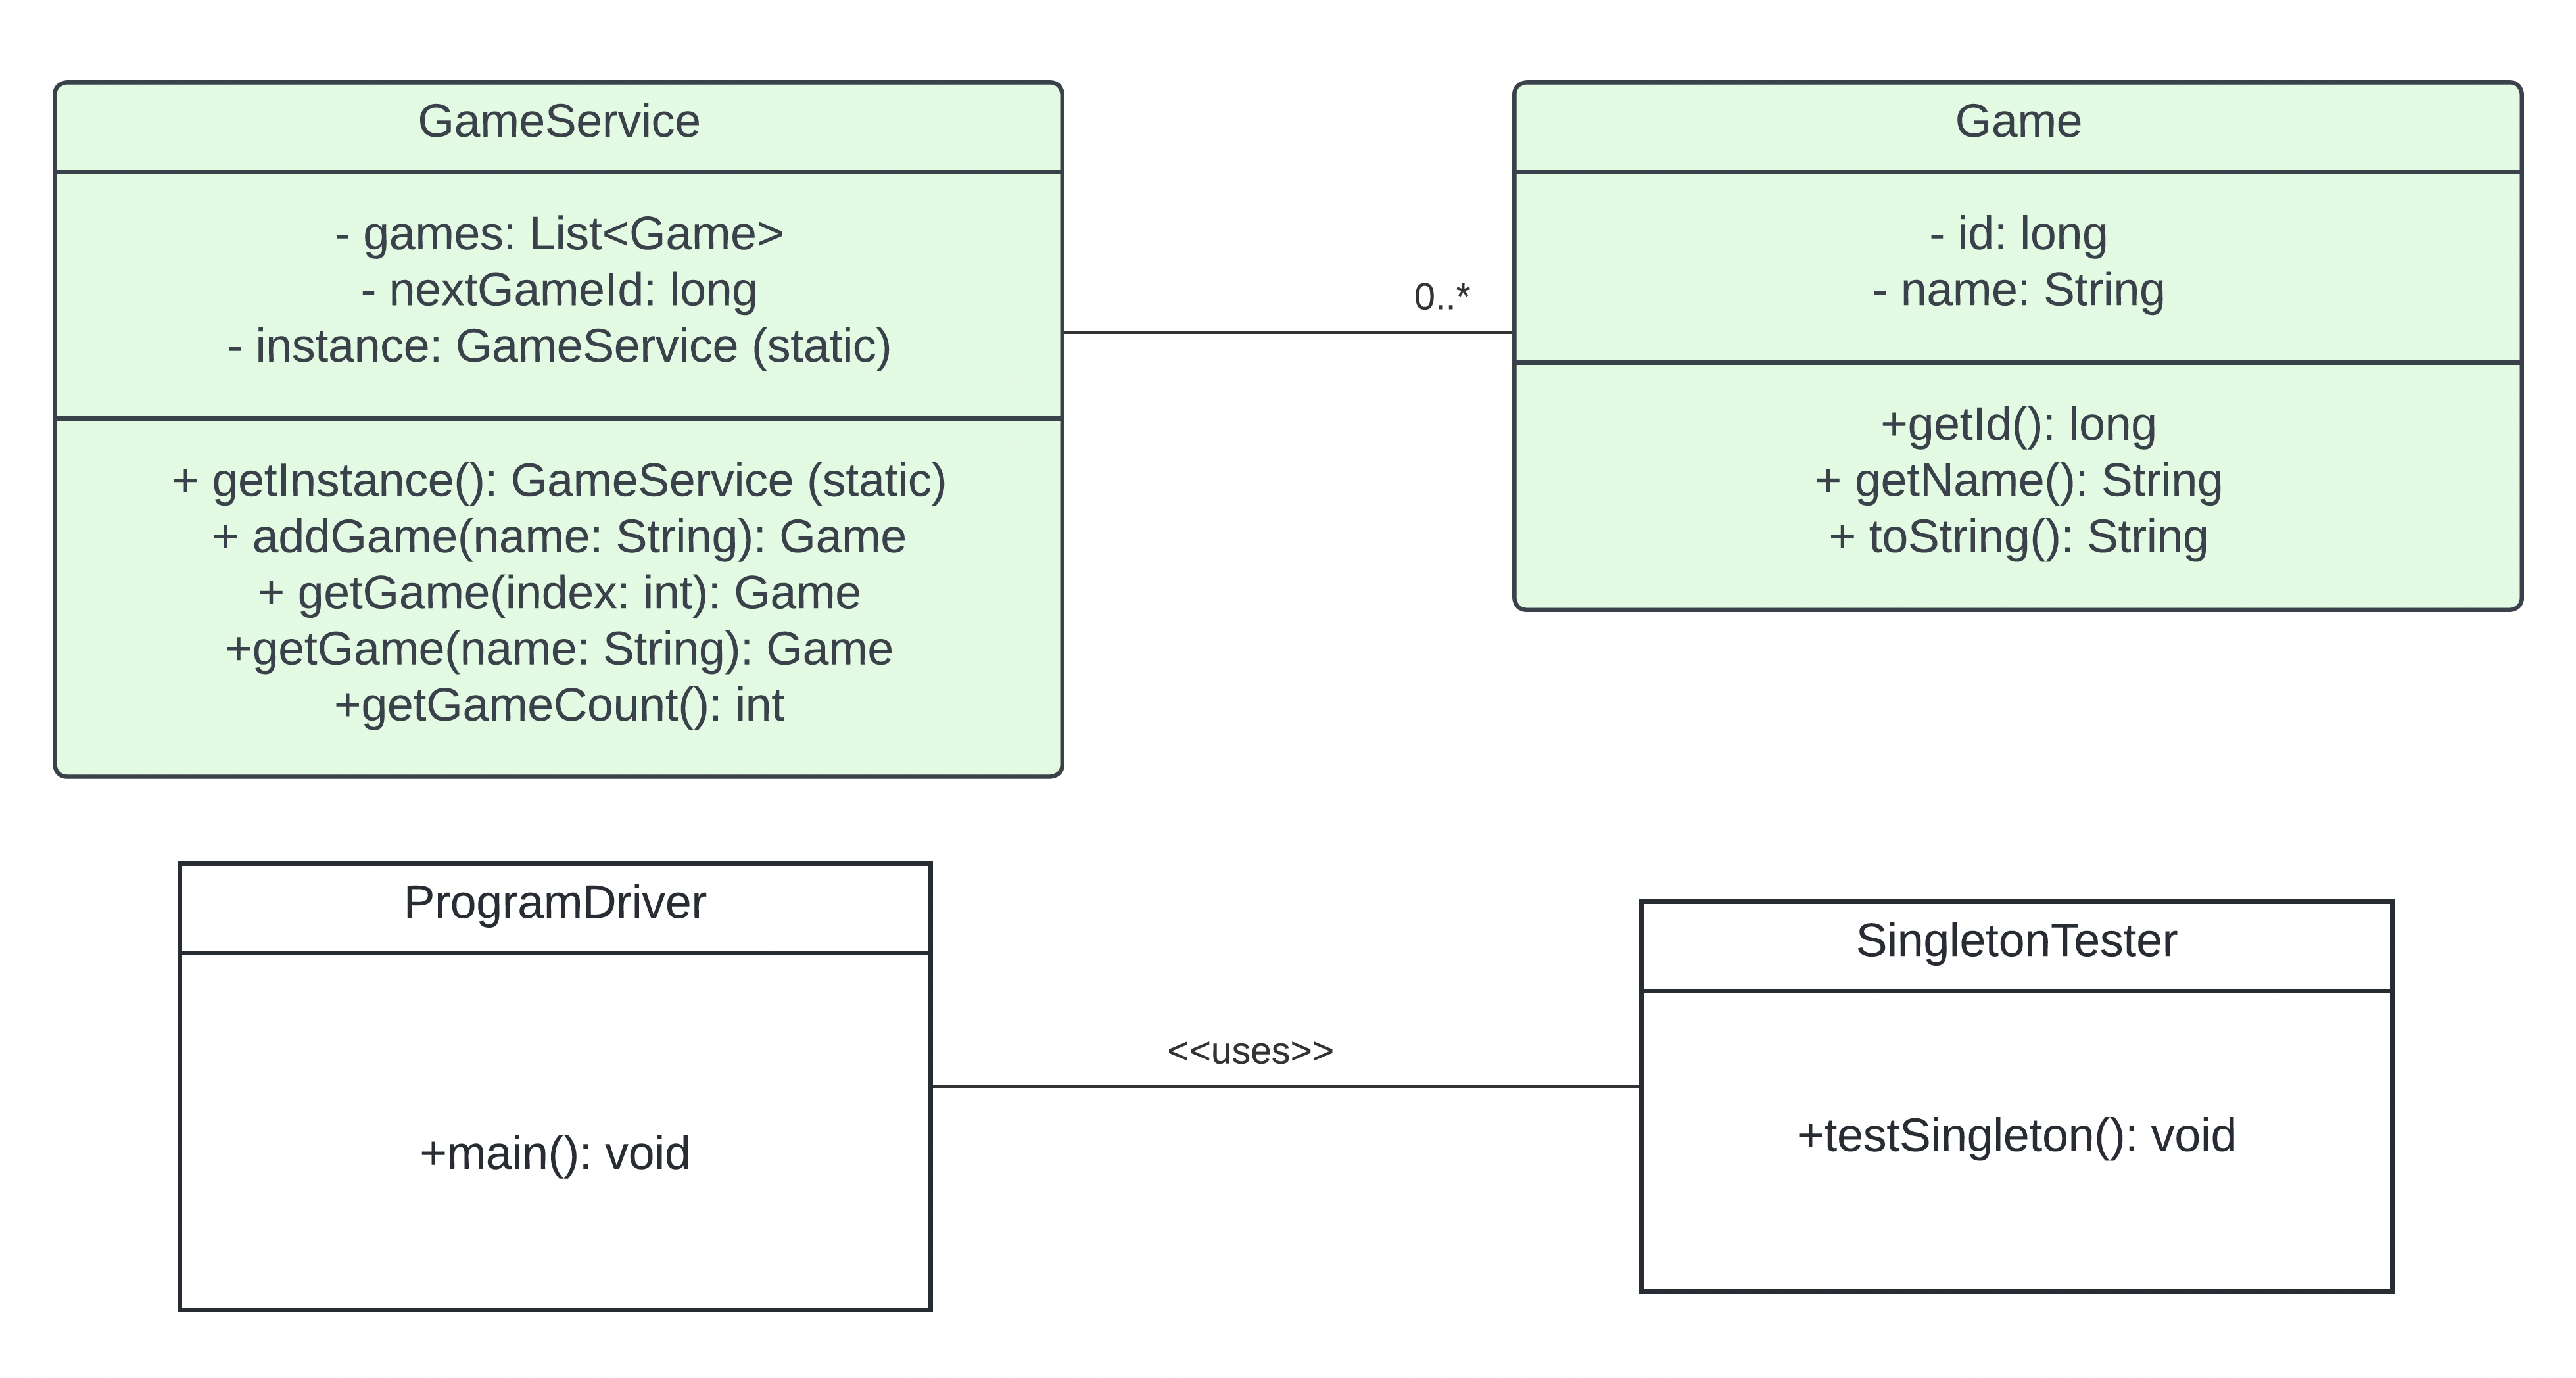 GameService
- games: List<Game>
- nextGameId: long
- instance: GameService (static)
+ getInstance(): GameService (static)
+ addGame(name: String): Game
+ getGame(index: int): Game
+getGame(name: String): Game
+getGameCount(): int
0..*
Game
- id: long
- name: String
+getId(): long
+ getName(): String
+ toString(): String
ProgramDriver
+main(): void
<<uses>>
SingletonTester
+testSingleton(): void